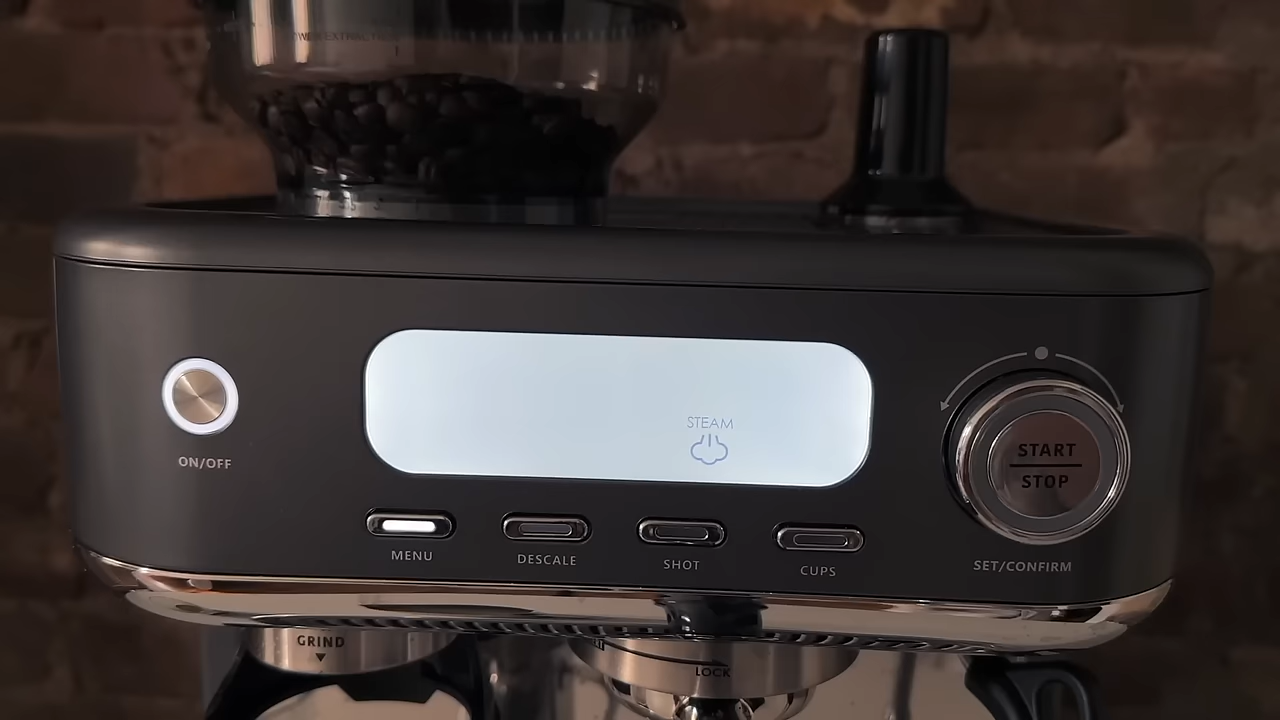 STEAM
ON/OFF
START
STOP
MENU
DESCALE
SHOT
CUPS
SET/CONFIRM
GRIND
LOCK